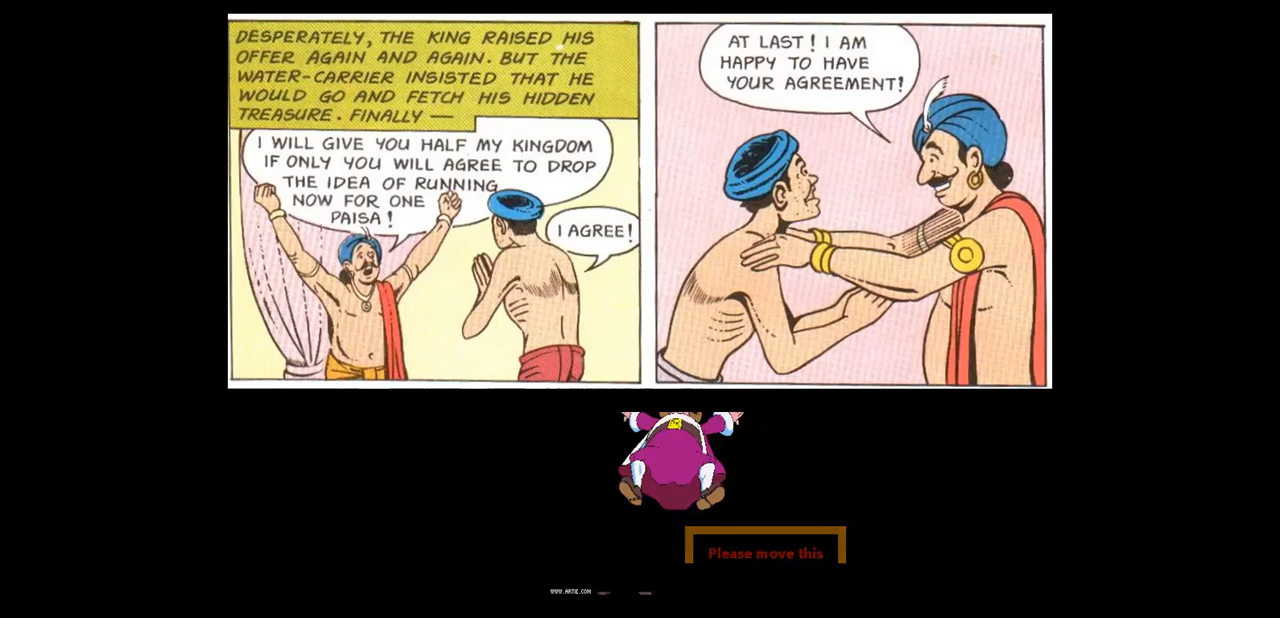 DESPERATELY, THE KING RAISED HIS
OFFER AGAIN AND AGAIN. BUT THE
WATER-CARRIER INSISTED THAT HE
WOULD GO AND FETCH HIS HIDDEN
TREASURE. FINALLY —
I WILL GIVE YOU HALF MY KINGDOM
IF ONLY YOU WILL AGREE TO DROP
THE IDEA OF RUNNING
NOW FOR ONE
PAISA!
I AGREE!
AT LAST! I AM
HAPPY TO HAVE
YOUR AGREEMENT!
Please move this
WWW.ARTIE.COM